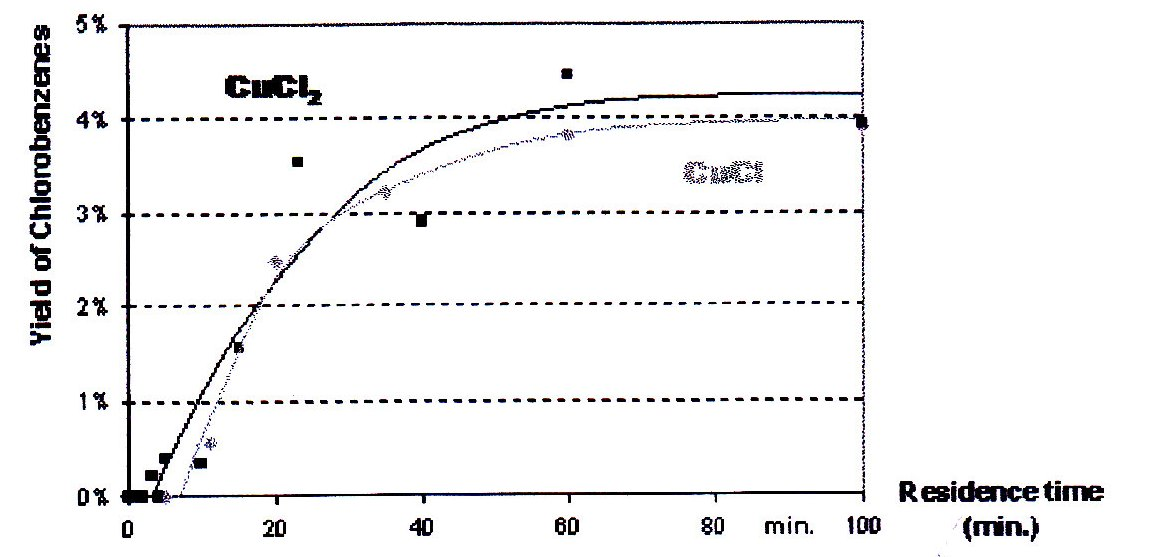 Yield of Chlorobenzenes
5%
4%
3%
2%
1%
0%
CuCl₂
CuCl
0 20 40 60 80 min. 100
Residence time
(min.)